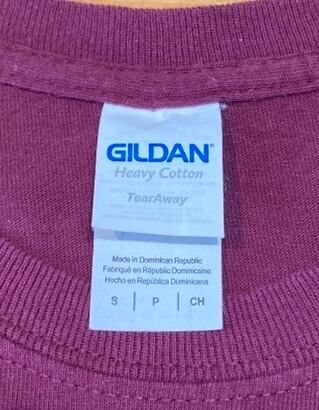 GILDAN®
Heavy Cotton
TearAway
Made in Dominican Republic
Fabriqué en République Dominicaine
Hecho en República Dominicana
S | P | CH